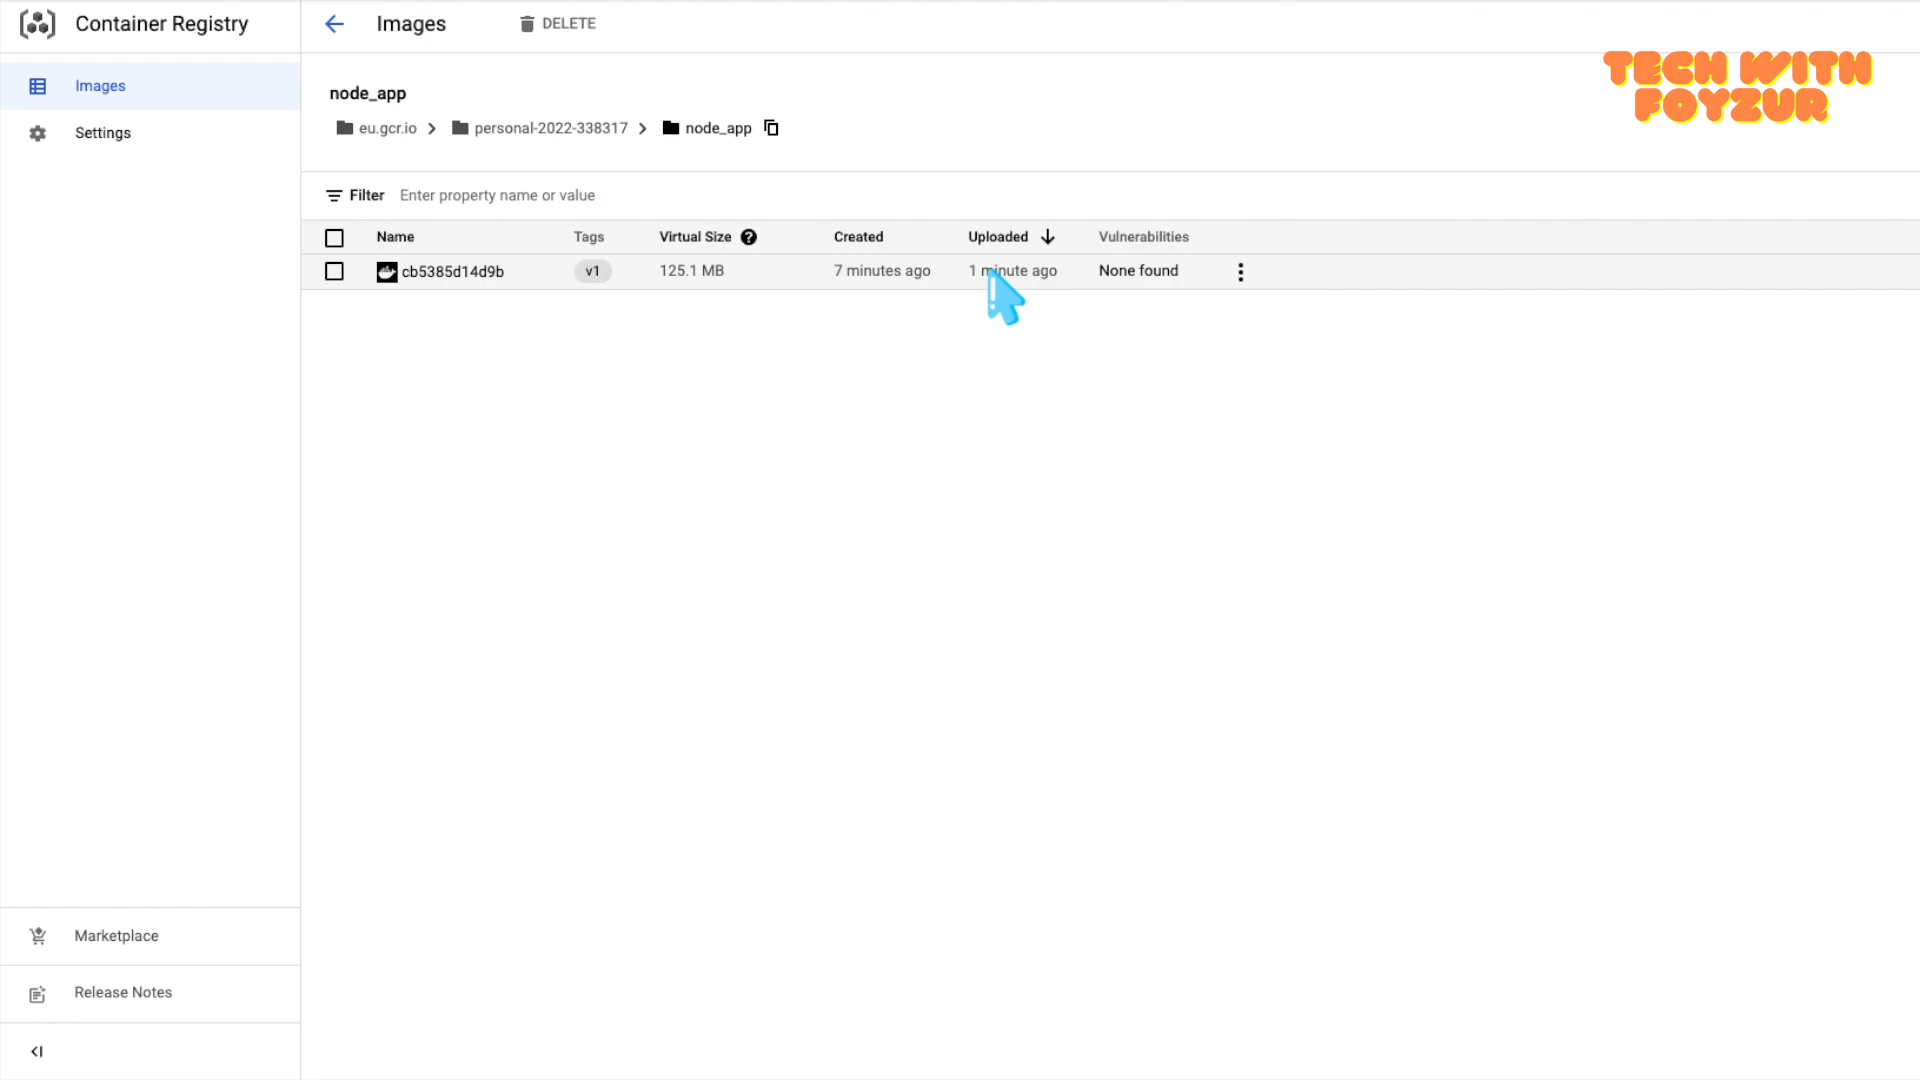 Container Registry
Images
DELETE
TECH WITH
FOYZUR
Images
Settings
node_app
eu.gcr.io
personal-2022-338317
node_app
Filter Enter property name or value
Name Tags Virtual Size Created Uploaded Vulnerabilities
cb5385d14d9b v1 125.1 MB 7 minutes ago 1 minute ago None found
Marketplace
Release Notes